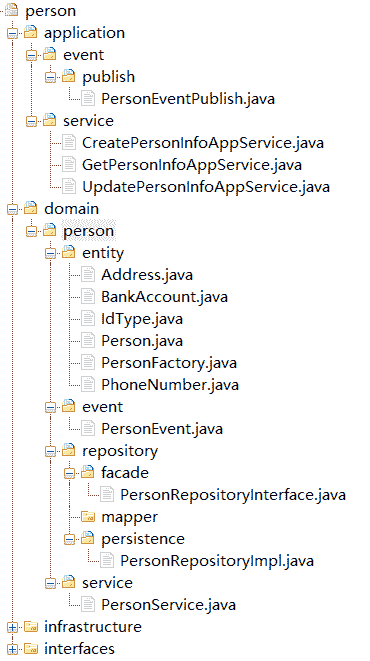 person
application
event
publish
PersonEventPublish.java
service
CreatePersonInfoAppService.java
GetPersonInfoAppService.java
UpdatePersonInfoAppService.java
domain
person
entity
Address.java
BankAccount.java
IdType.java
Person.java
PersonFactory.java
PhoneNumber.java
event
PersonEvent.java
repository
facade
PersonRepositoryInterface.java
mapper
persistence
PersonRepositoryImpl.java
service
PersonService.java
infrastructure
interfaces